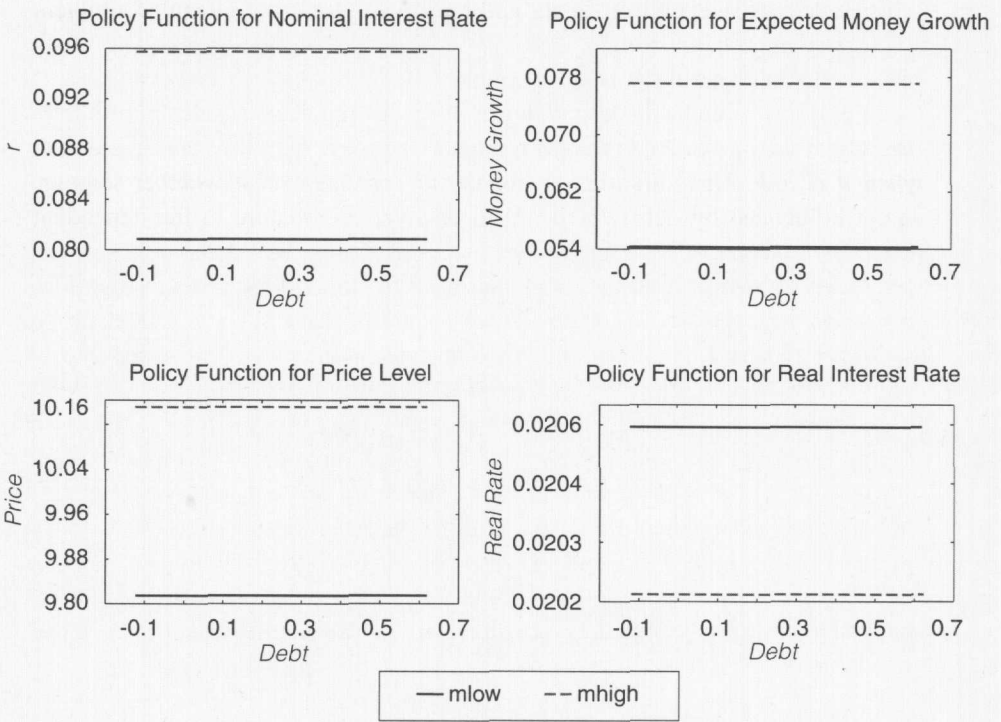 Policy Function for Nominal Interest Rate
0.096
0.092
0.088
0.084
0.080
r
-0.1 0.1 0.3 0.5 0.7
Debt
Policy Function for Expected Money Growth
0.078
0.070
0.062
0.054
Money Growth
-0.1 0.1 0.3 0.5 0.7
Debt
Policy Function for Price Level
10.16
10.04
9.96
9.88
9.80
Price
-0.1 0.1 0.3 0.5 0.7
Debt
Policy Function for Real Interest Rate
0.0206
0.0204
0.0203
0.0202
Real Rate
-0.1 0.1 0.3 0.5 0.7
Debt
mlow mhigh